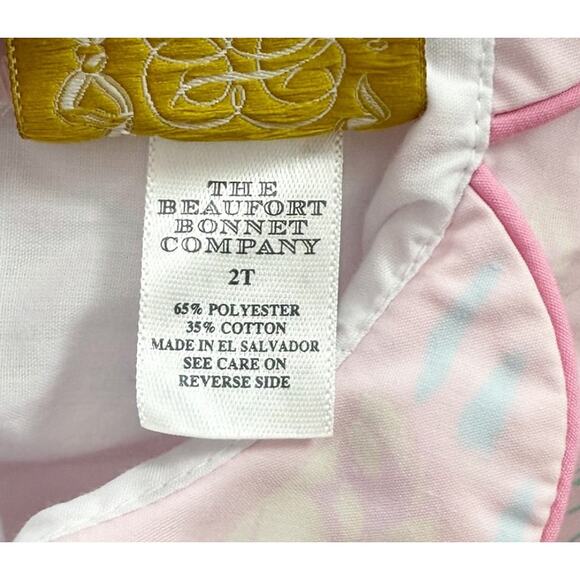 THE
BEAUFORT
BONNET
COMPANY
2T
65% POLYESTER
35% COTTON
MADE IN EL SALVADOR
SEE CARE ON
REVERSE SIDE